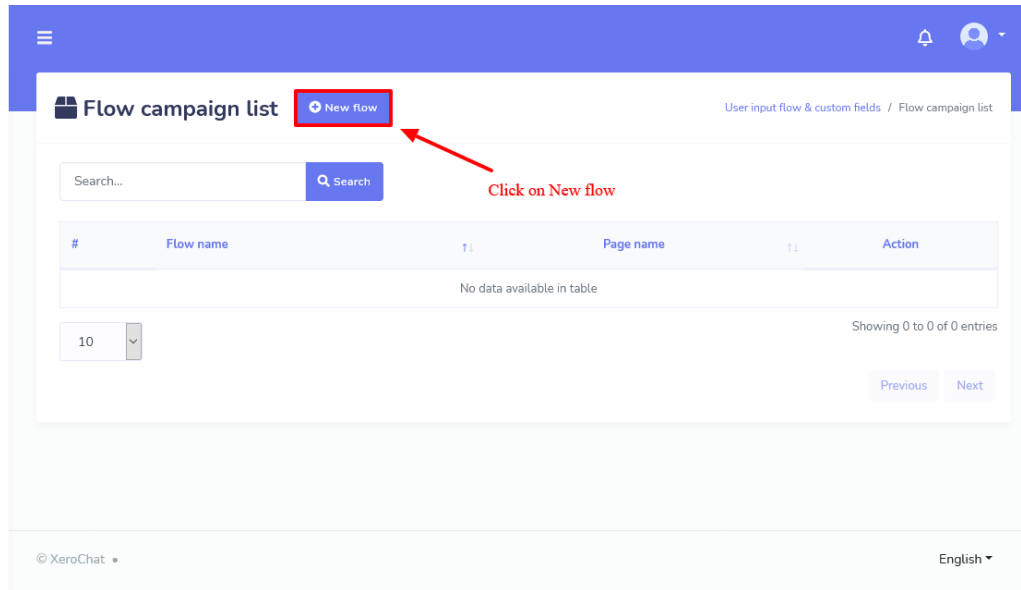 Flow campaign list New flow User input flow & custom fields / Flow campaign list
Search... Search
Click on New flow
# Flow name Page name Action
No data available in table
Showing 0 to 0 of 0 entries
10
Previous Next
© XeroChat • English